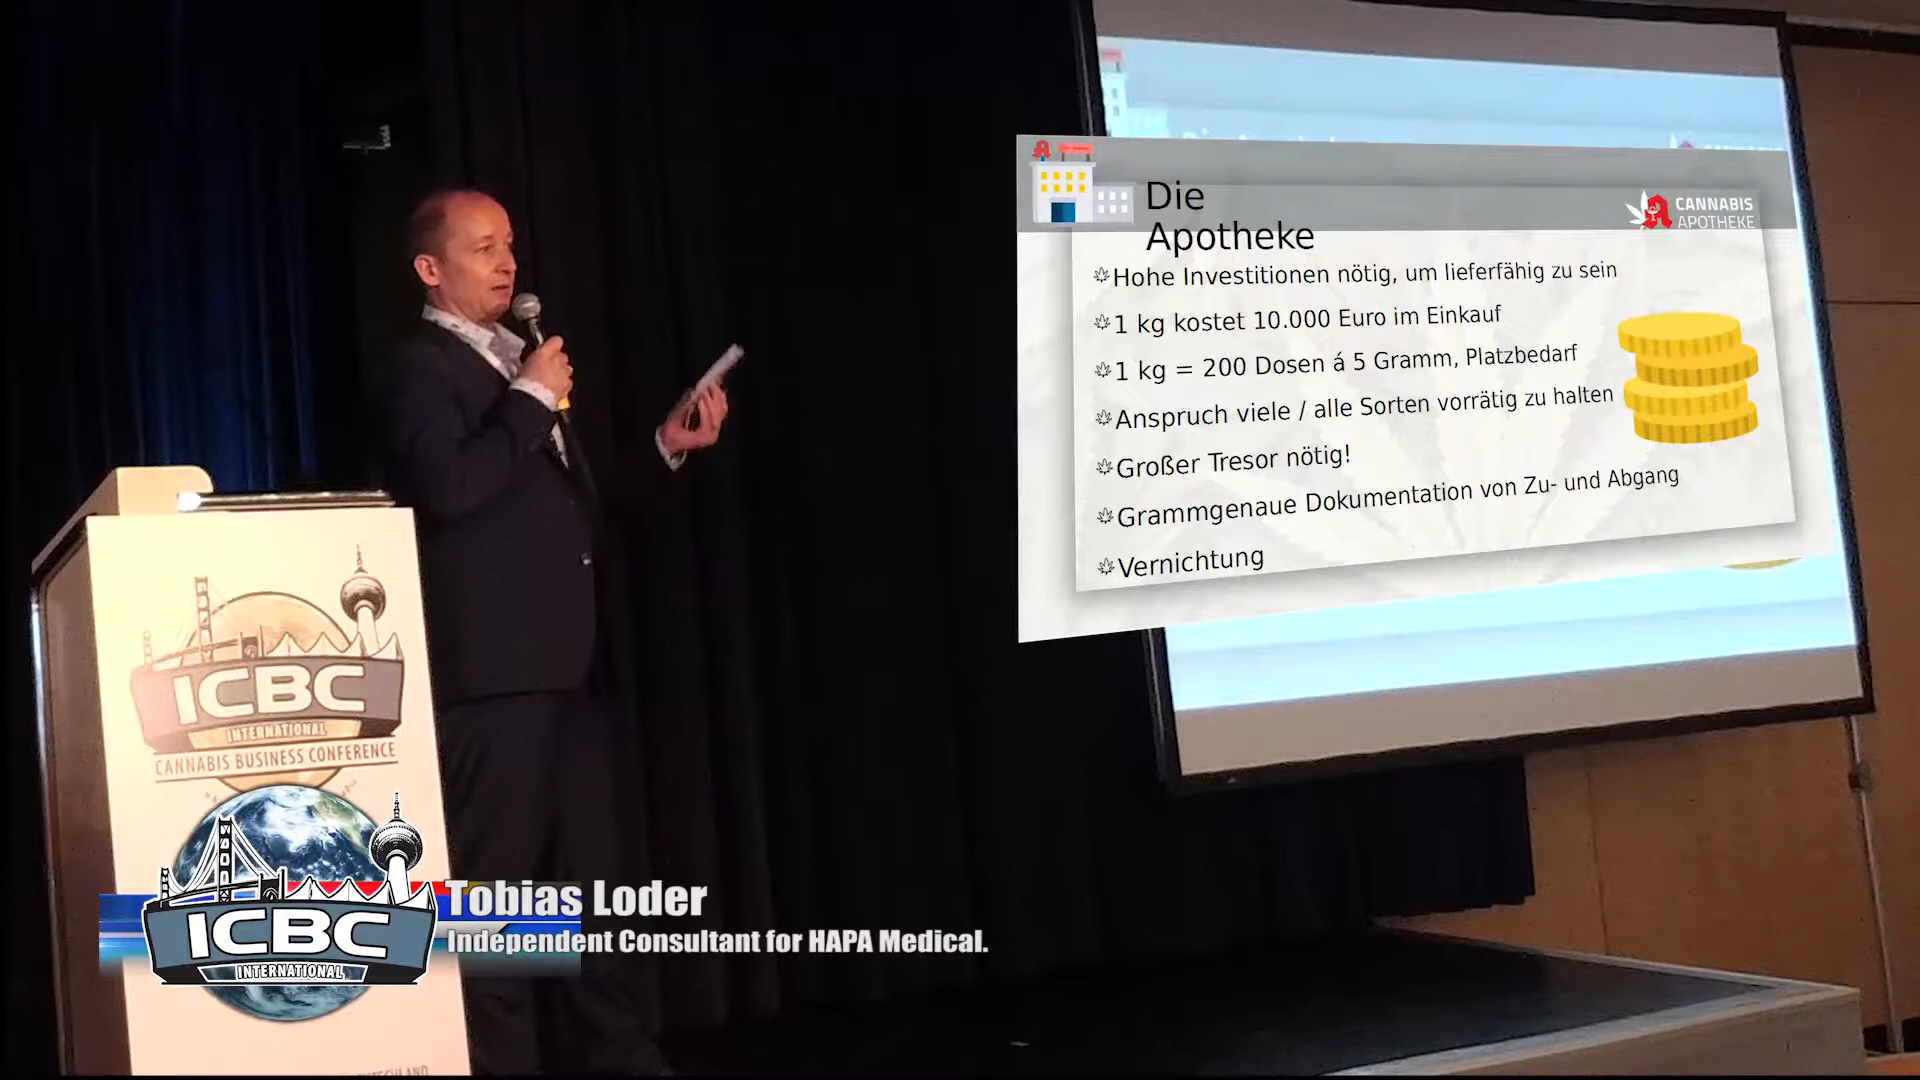 Die
Apotheke
CANNABIS
APOTHEKE
Hohe Investitionen nötig, um lieferfähig zu sein
1 kg kostet 10.000 Euro im Einkauf
1 kg = 200 Dosen á 5 Gramm, Platzbedarf
Anspruch viele / alle Sorten vorrätig zu halten
Großer Tresor nötig!
Grammgenaue Dokumentation von Zu- und Abgang
Vernichtung
ICBC
INTERNATIONAL
CANNABIS BUSINESS CONFERENCE
Tobias Loder
Independent Consultant for HAPA Medical.
ICBC
INTERNATIONAL